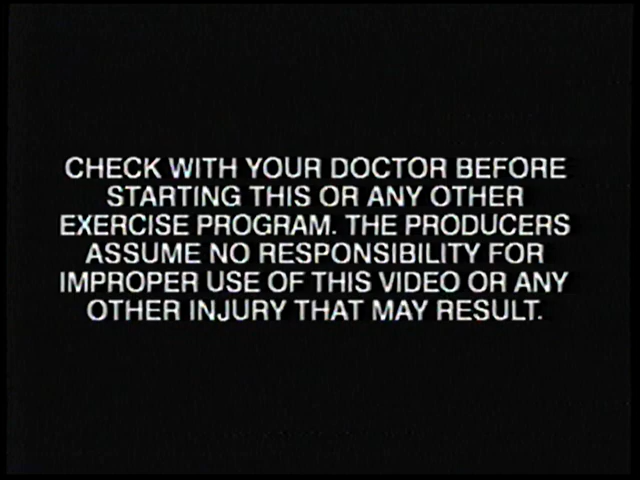 CHECK WITH YOUR DOCTOR BEFORE
STARTING THIS OR ANY OTHER
EXERCISE PROGRAM. THE PRODUCERS
ASSUME NO RESPONSIBILITY FOR
IMPROPER USE OF THIS VIDEO OR ANY
OTHER INJURY THAT MAY RESULT.